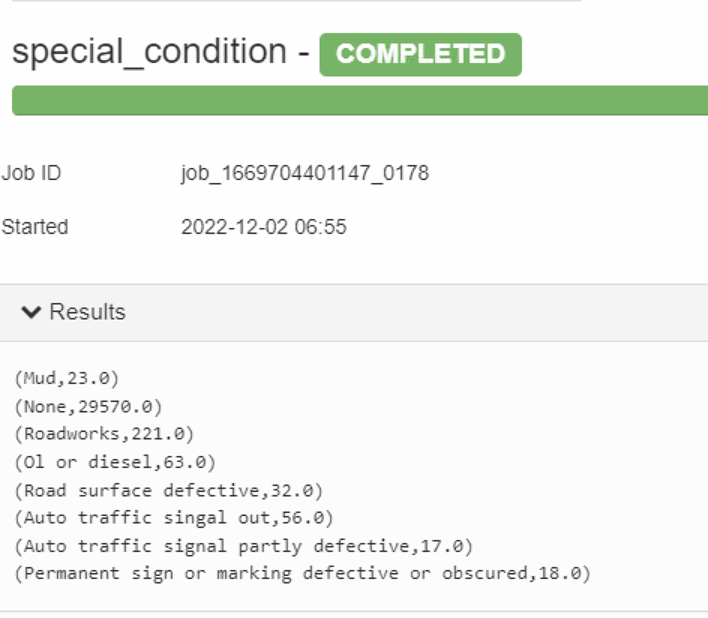 special_condition - COMPLETED
Job ID job_1669704401147_0178
Started 2022-12-02 06:55
Results
(Mud,23.0)
(None,29570.0)
(Roadworks,221.0)
(Ol or diesel,63.0)
(Road surface defective,32.0)
(Auto traffic singal out,56.0)
(Auto traffic signal partly defective,17.0)
(Permanent sign or marking defective or obscured,18.0)